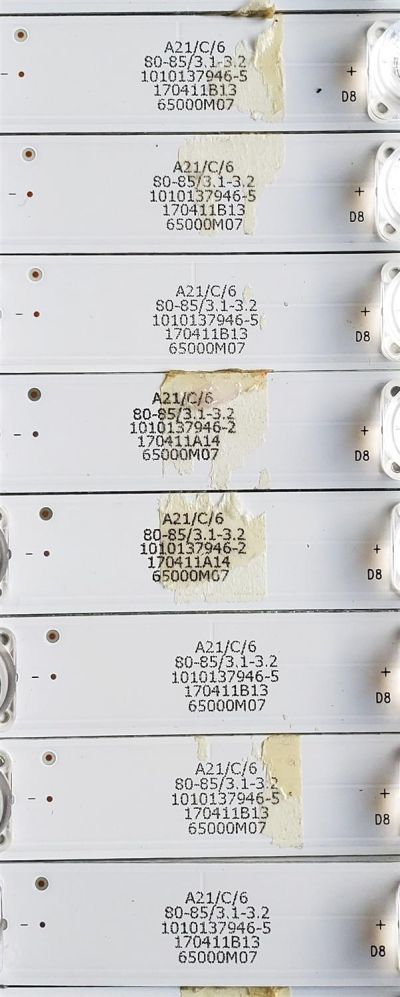 A21/C/6
80-85/3.1-3.2
1010137946-5
170411B13
65000M07
- + D8
A21/C/6
80-85/3.1-3.2
1010137946-5
170411B13
65000M07
- + D8
A21/C/6
80-85/3.1-3.2
1010137946-5
170411B13
65000M07
- + D8
A21/C/6
80-85/3.1-3.2
1010137946-2
170411A14
65000M07
- + D8
A21/C/6
80-85/3.1-3.2
1010137946-2
170411A14
65000M07
- + D8
A21/C/6
80-85/3.1-3.2
1010137946-5
170411B13
65000M07
- + D8
A21/C/6
80-85/3.1-3.2
1010137946-5
170411B13
65000M07
- + D8
A21/C/6
80-85/3.1-3.2
1010137946-5
170411B13
65000M07
- + D8